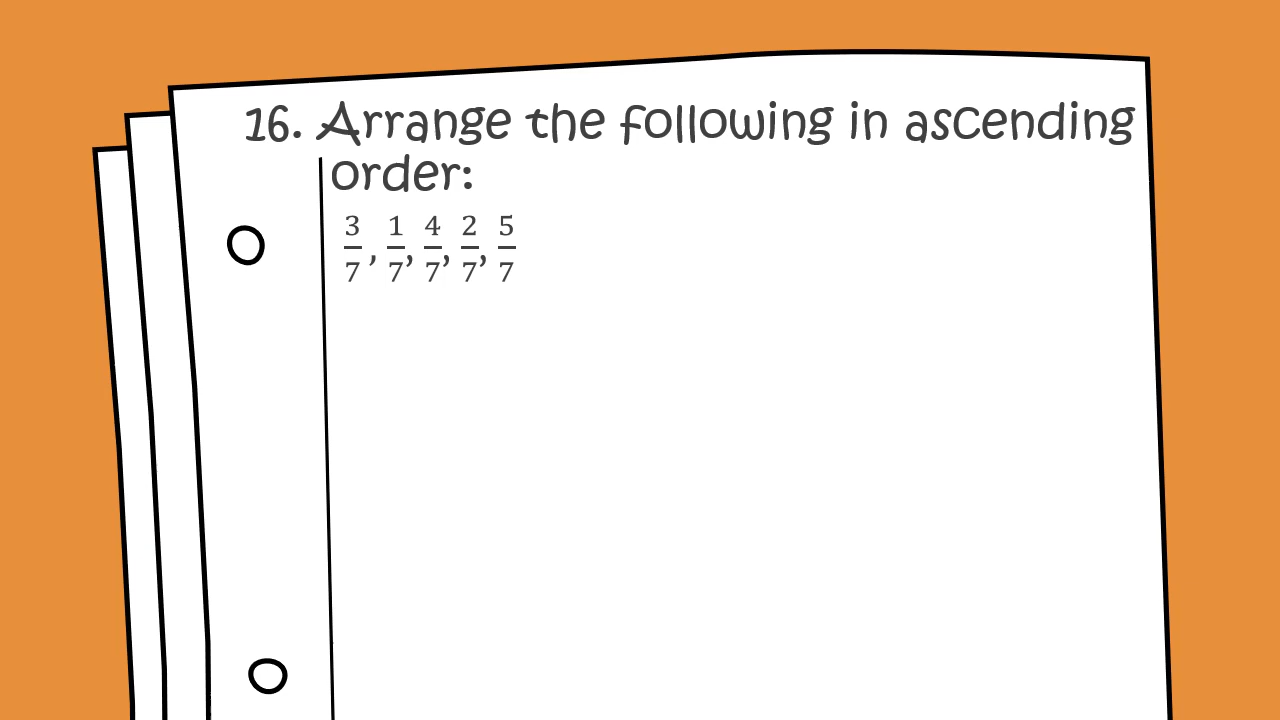 16. Arrange the following in ascending
order:
3/7, 1/7, 4/7, 2/7, 5/7